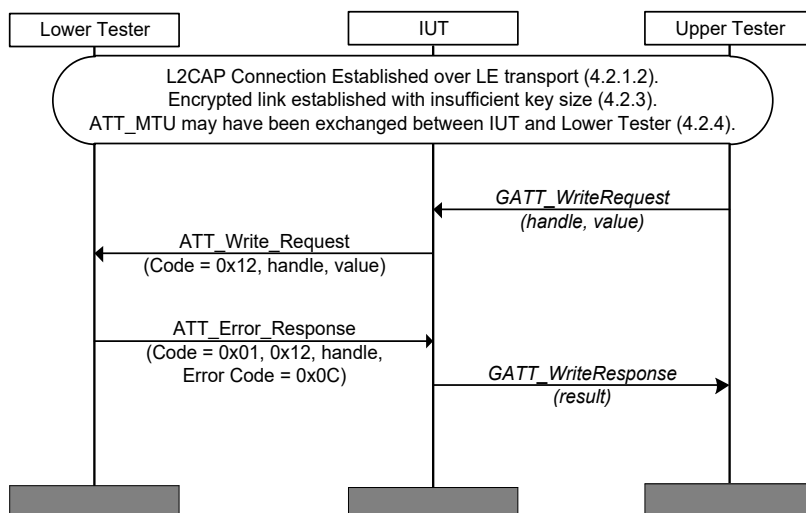 Lower Tester
IUT
Upper Tester
L2CAP Connection Established over LE transport (4.2.1.2).
Encrypted link established with insufficient key size (4.2.3).
ATT_MTU may have been exchanged between IUT and Lower Tester (4.2.4).
GATT_WriteRequest
(handle, value)
ATT_Write_Request
(Code = 0x12, handle, value)
ATT_Error_Response
(Code = 0x01, 0x12, handle,
Error Code = 0x0C)
GATT_WriteResponse
(result)